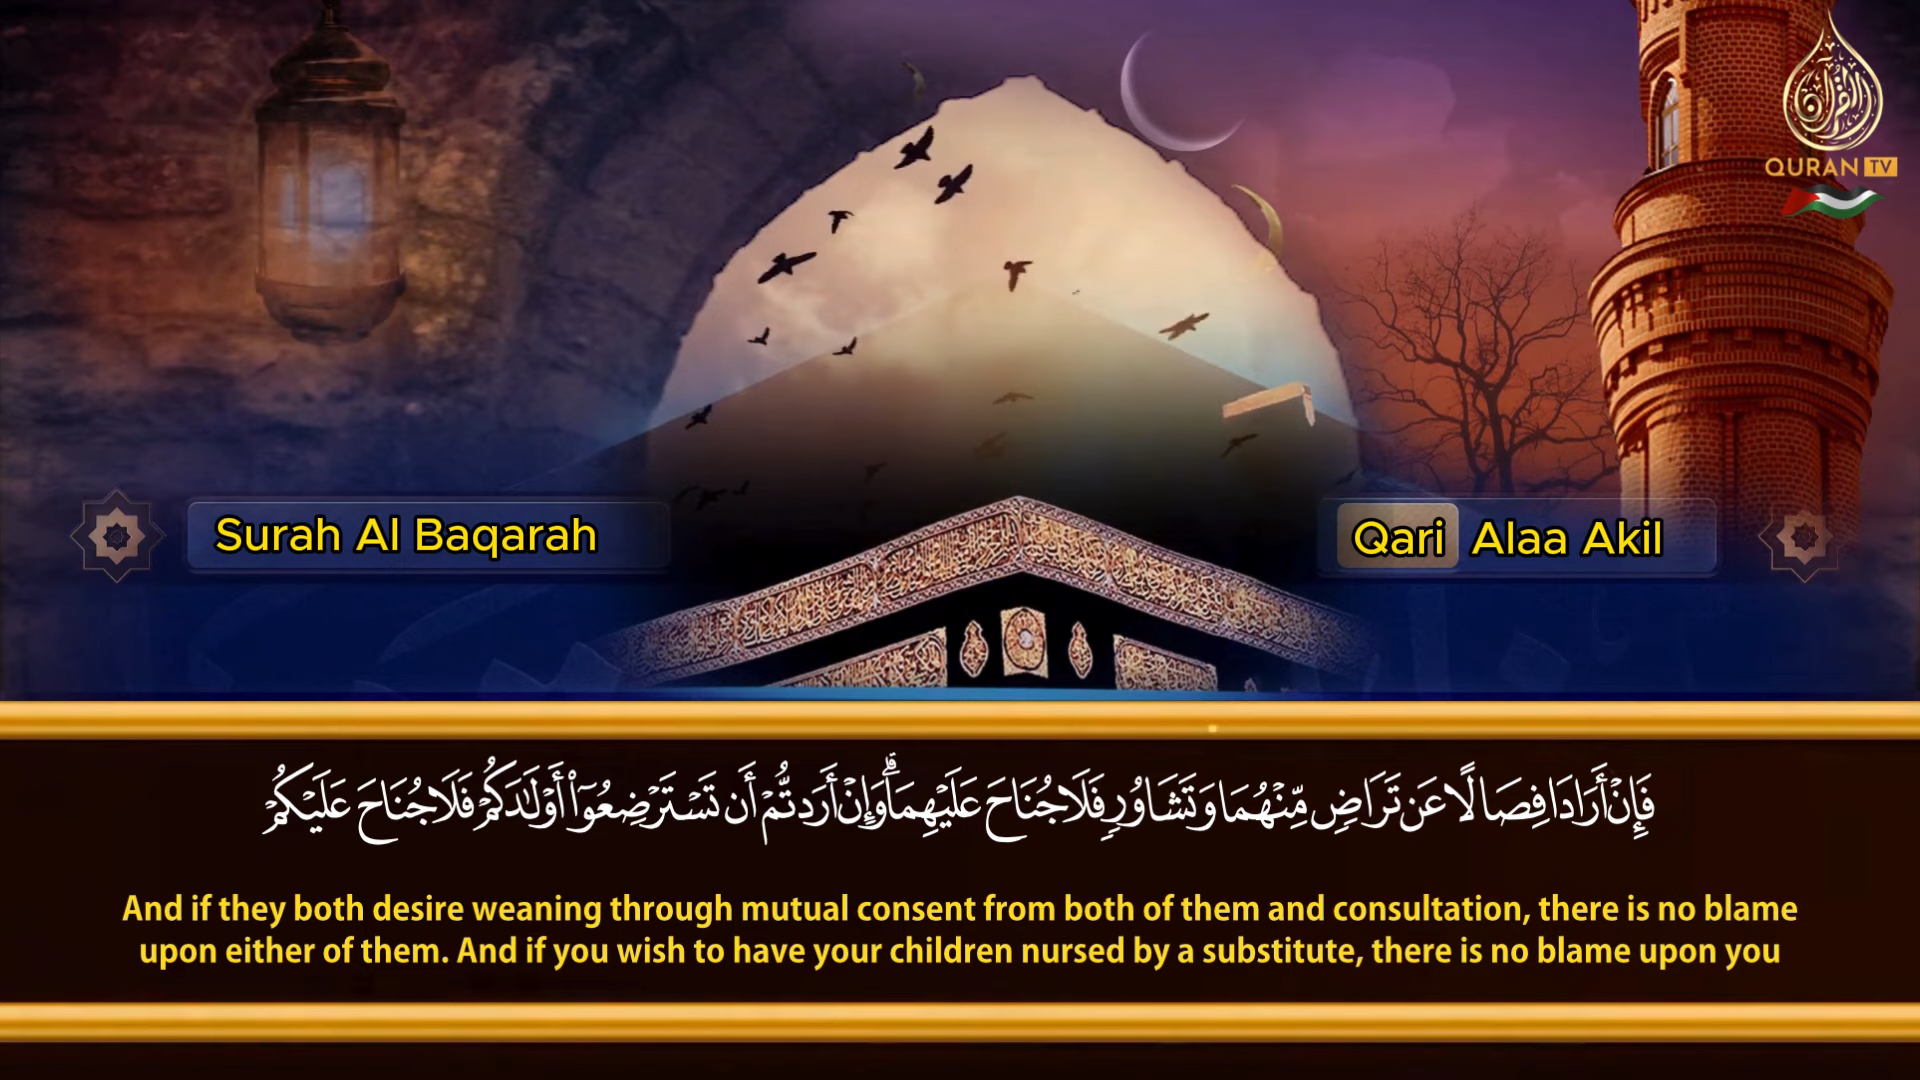 القرآن
QURAN TV
Surah Al Baqarah
Qari Alaa Akil
فَإِنْ أَرَادَا فِصَالًا عَن تَرَاضٍ مِّنْهُمَا وَتَشَاوُرٍ فَلَا جُنَاحَ عَلَيْهِمَا ۗ وَإِنْ أَرَدتُّمْ أَن تَسْتَرْضِعُوٓا۟ أَوْلَٰدَكُمْ فَلَا جُنَاحَ عَلَيْكُمْ
And if they both desire weaning through mutual consent from both of them and consultation, there is no blame
upon either of them. And if you wish to have your children nursed by a substitute, there is no blame upon you